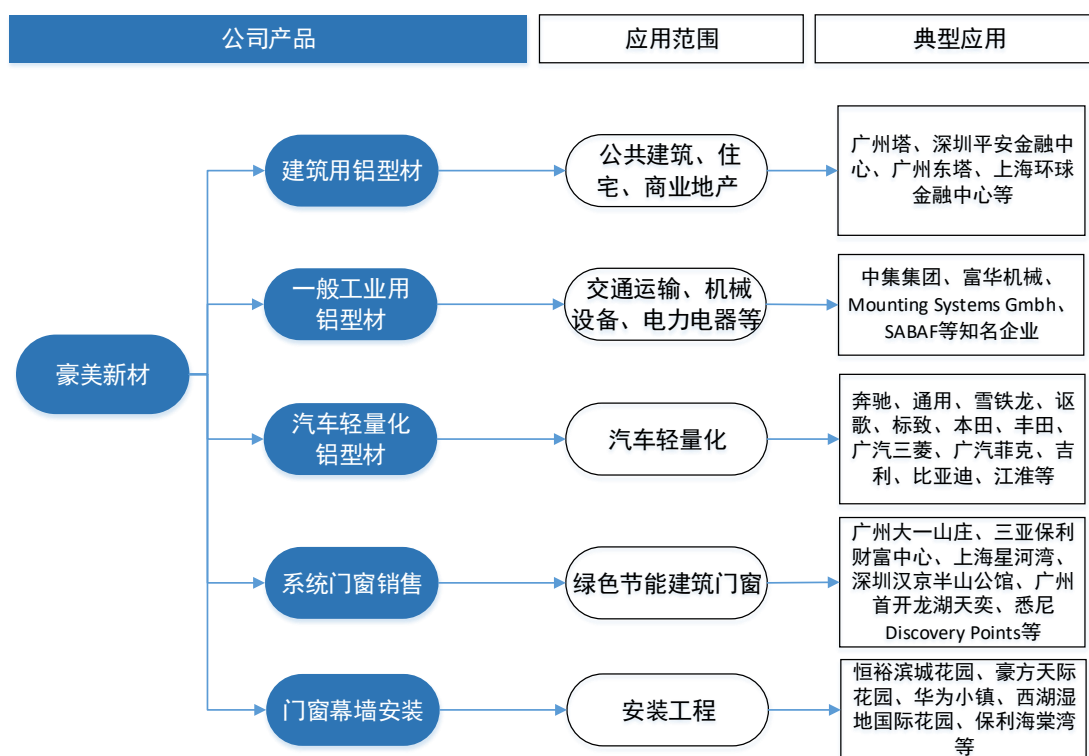 公司产品
应用范围
典型应用
建筑用铝型材
公共建筑、住
宅、商业地产
广州塔、深圳平安金融中
心、广州东塔、上海环球
金融中心等
一般工业用
铝型材
交通运输、机械
设备、电力电器等
中集集团、富华机械、
Mounting Systems Gmbh、
SABAF等知名企业
豪美新材
汽车轻量化
铝型材
汽车轻量化
奔驰、通用、雪铁龙、讴
歌、标致、本田、丰田、
广汽三菱、广汽菲克、吉
利、比亚迪、江淮等
系统门窗销售
绿色节能建筑门窗
广州大一山庄、三亚保利
财富中心、上海星河湾、
深圳汉京半山公馆、广州
首开龙湖天奕、悉尼
Discovery Points等
门窗幕墙安装
安装工程
恒裕滨城花园、豪方天际
花园、华为小镇、西湖湿
地国际花园、保利海棠湾
等